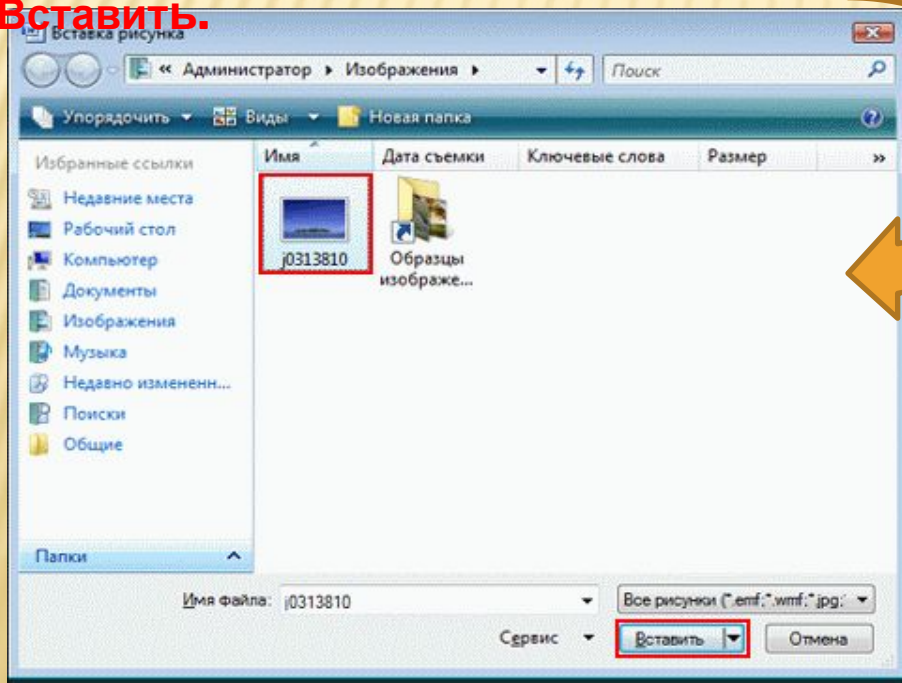 Вставить.
Вставка рисунка
« Администратор ▸ Изображения ▸
Поиск
Упорядочить
Виды
Новая папка
Избранные ссылки
Имя
Дата съемки
Ключевые слова
Размер
»
Недавние места
Рабочий стол
Компьютер
Документы
Изображения
Музыка
Недавно измененн...
Поиски
Общие
j0313810
Образцы
изображе...
Папки
Имя файла: j0313810
Все рисунки (*.emf;*.wmf;*.jpg;*
Сервис
Вставить
Отмена